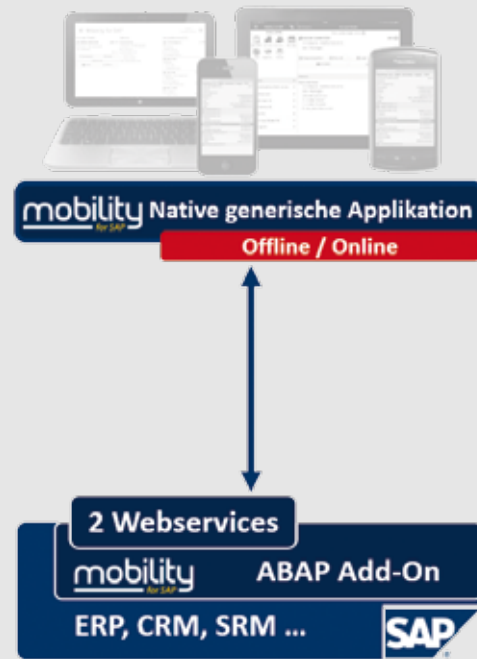 mobility Native generische Applikation
for SAP
Offline / Online
2 Webservices
mobility ABAP Add-On
for SAP
ERP, CRM, SRM ...
SAP